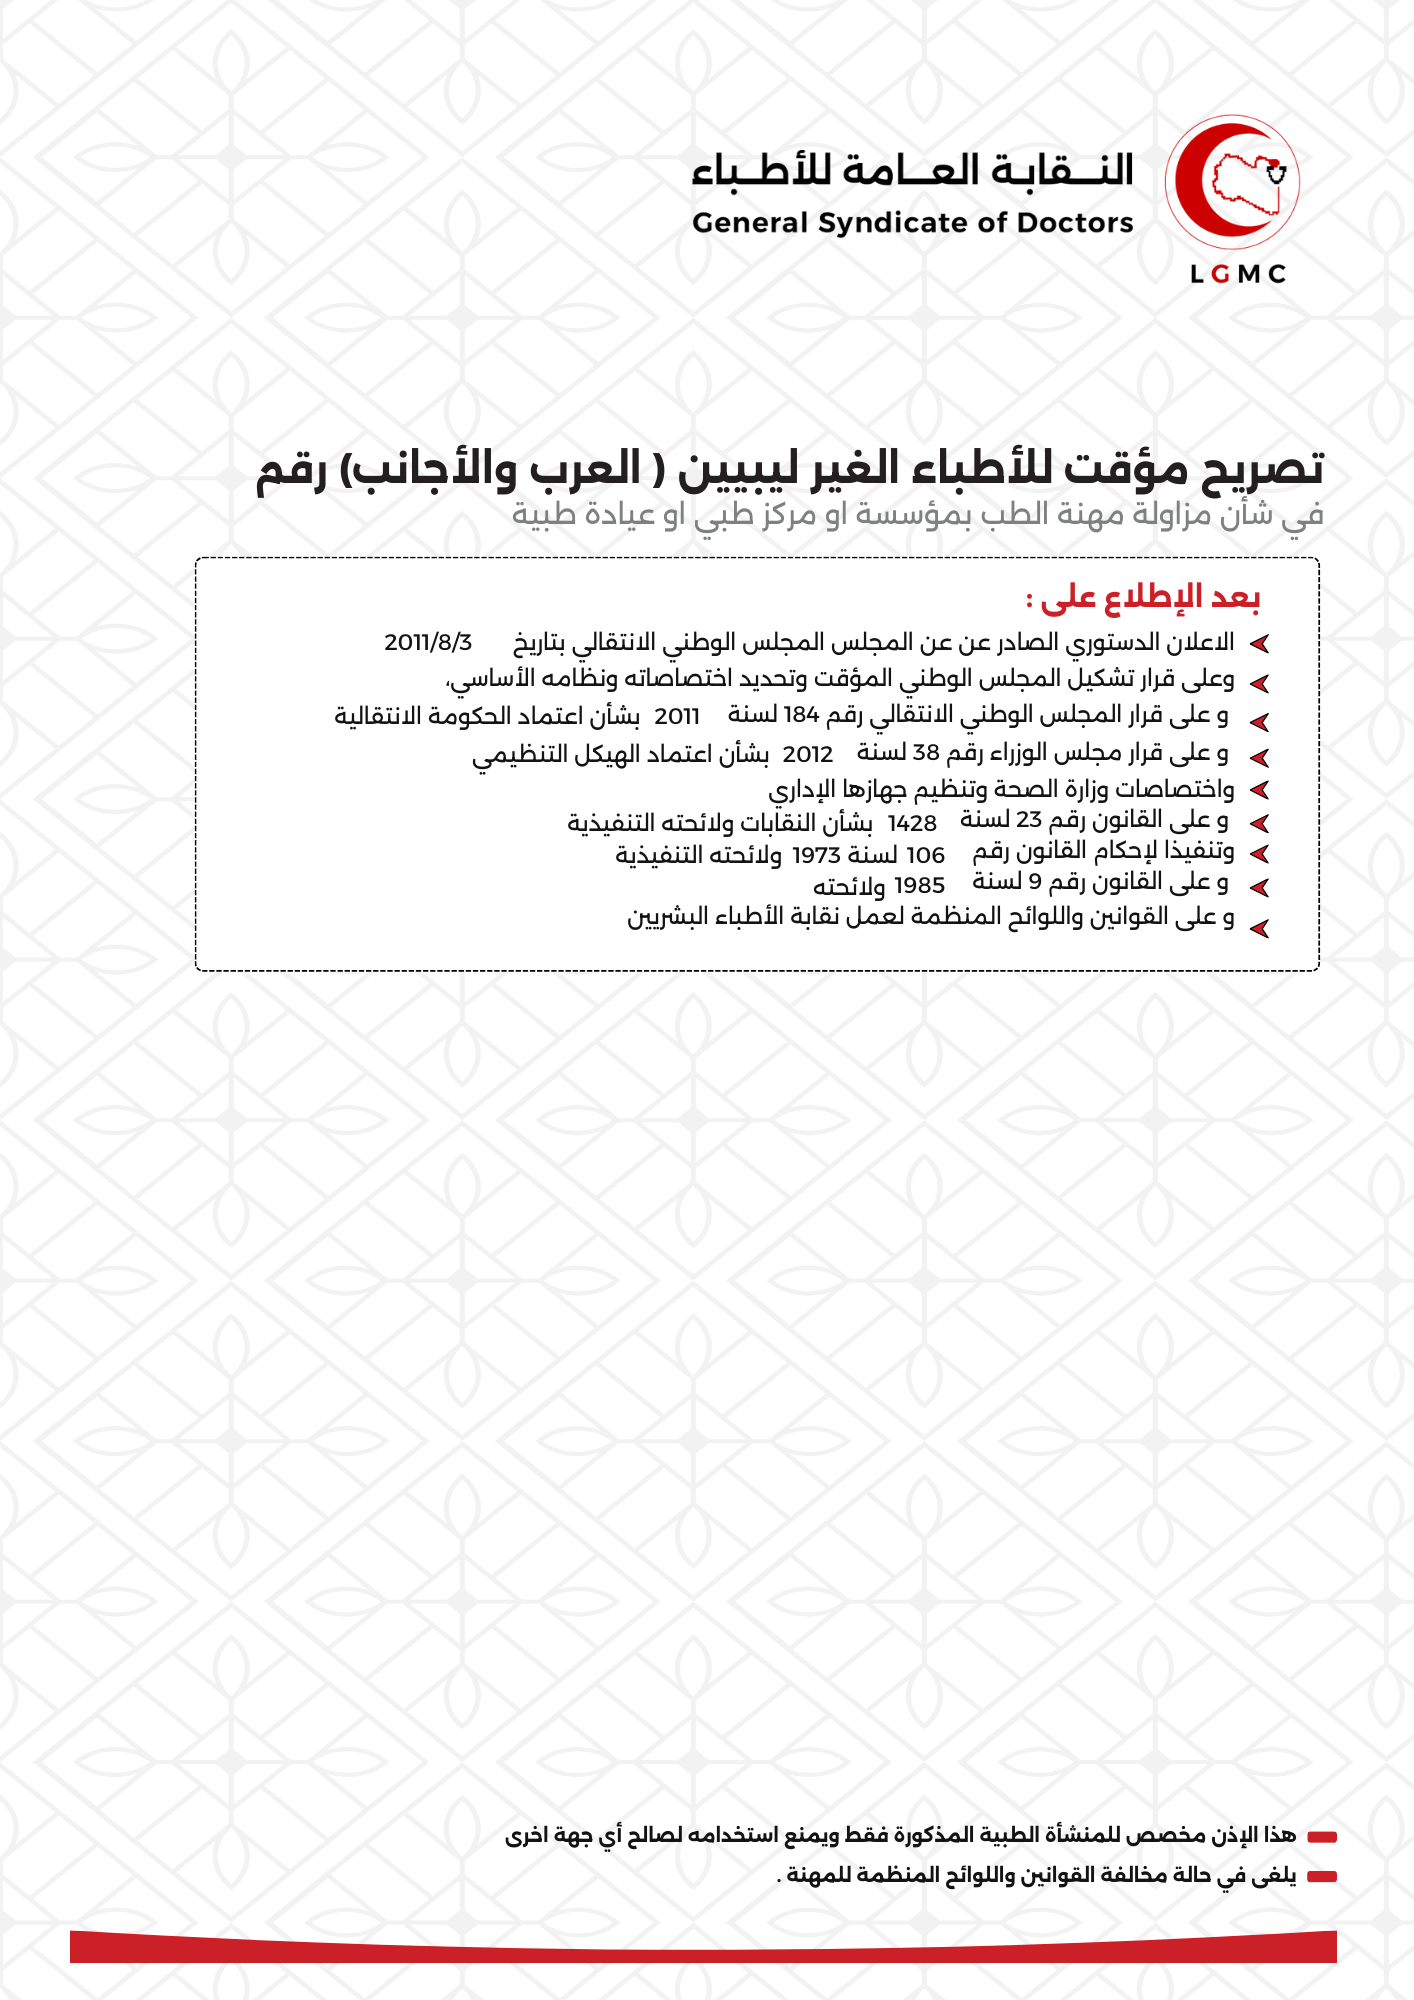 النـقابة العـامة للأطـباء
General Syndicate of Doctors
LGMC
تصريح مؤقت للأطباء الغير ليبيين ( العرب والأجانب) رقم
في شأن مزاولة مهنة الطب بمؤسسة او مركز طبي او عيادة طبية
بعد الإطلاع على :
الاعلان الدستوري الصادر عن عن المجلس المجلس الوطني الانتقالي بتاريخ 2011/8/3
وعلى قرار تشكيل المجلس الوطني المؤقت وتحديد اختصاصاته ونظامه الأساسي،
و على قرار المجلس الوطني الانتقالي رقم 184 لسنة 2011 بشأن اعتماد الحكومة الانتقالية
و على قرار مجلس الوزراء رقم 38 لسنة 2012 بشأن اعتماد الهيكل التنظيمي
واختصاصات وزارة الصحة وتنظيم جهازها الإداري
و على القانون رقم 23 لسنة 1428 بشأن النقابات ولائحته التنفيذية
وتنفيذا لإحكام القانون رقم 106 لسنة 1973 ولائحته التنفيذية
و على القانون رقم 9 لسنة 1985 ولائحته
و على القوانين واللوائح المنظمة لعمل نقابة الأطباء البشريين
هذا الإذن مخصص للمنشأة الطبية المذكورة فقط ويمنع استخدامه لصالح أي جهة اخرى
يلغى في حالة مخالفة القوانين واللوائح المنظمة للمهنة .